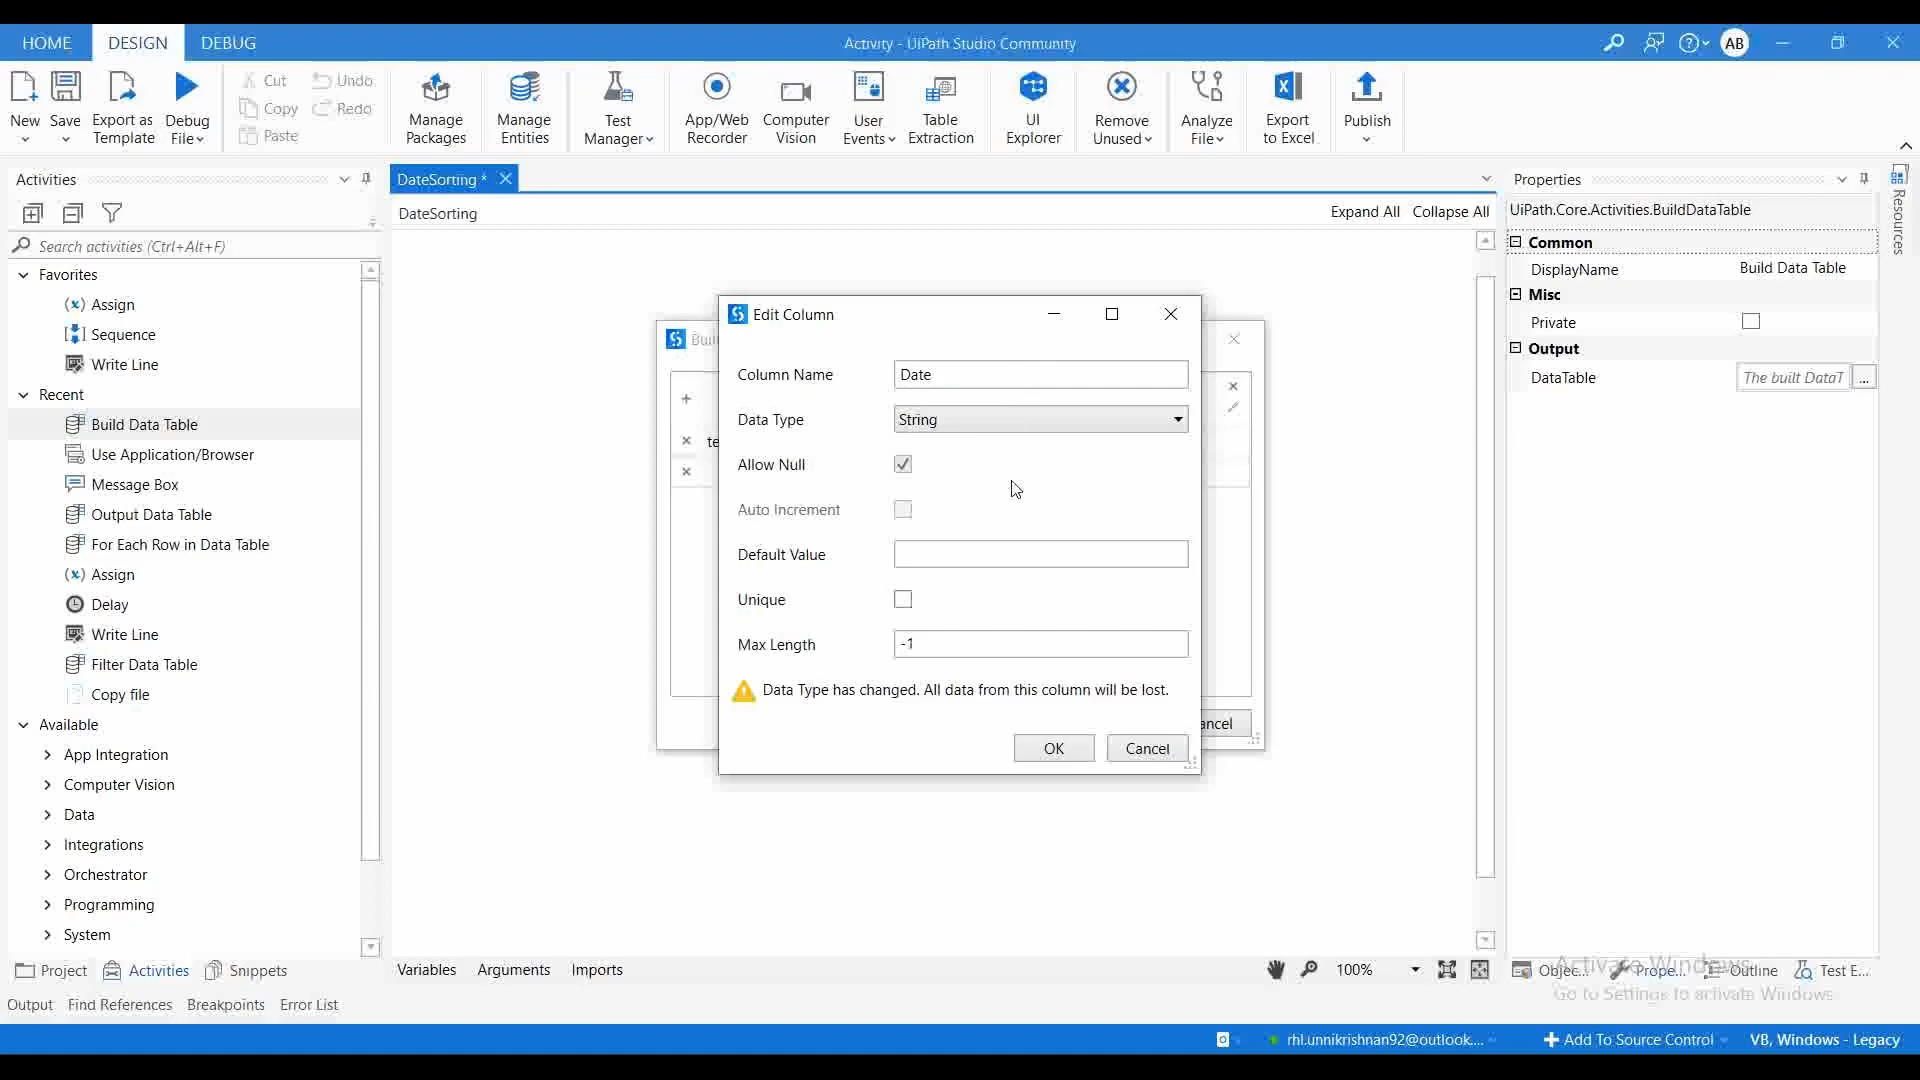 HOME
DESIGN
DEBUG
Activity - UiPath Studio Community
AB
New
Save
Export as Template
Debug File
Cut
Copy
Paste
Undo
Redo
Manage Packages
Manage Entities
Test Manager
App/Web Recorder
Computer Vision
User Events
Table Extraction
UI Explorer
Remove Unused
Analyze File
Export to Excel
Publish
Activities
Search activities (Ctrl+Alt+F)
Favorites
Assign
Sequence
Write Line
Recent
Build Data Table
Use Application/Browser
Message Box
Output Data Table
For Each Row in Data Table
Assign
Delay
Write Line
Filter Data Table
Copy file
Available
App Integration
Computer Vision
Data
Integrations
Orchestrator
Programming
System
Project
Activities
Snippets
DateSorting *
DateSorting
Expand All
Collapse All
Edit Column
Column Name
Date
Data Type
String
Allow Null
Auto Increment
Default Value
Unique
Max Length
-1
Data Type has changed. All data from this column will be lost.
OK
Cancel
Variables
Arguments
Imports
100%
Properties
UiPath.Core.Activities.BuildDataTable
Common
DisplayName
Build Data Table
Misc
Private
Output
DataTable
The built DataT
...
Resources
Objec...
Prope...
Outline
Test E...
Activate Windows
Go to Settings to activate Windows.
Output
Find References
Breakpoints
Error List
rhl.unnikrishnan92@outlook....
Add To Source Control
VB, Windows - Legacy